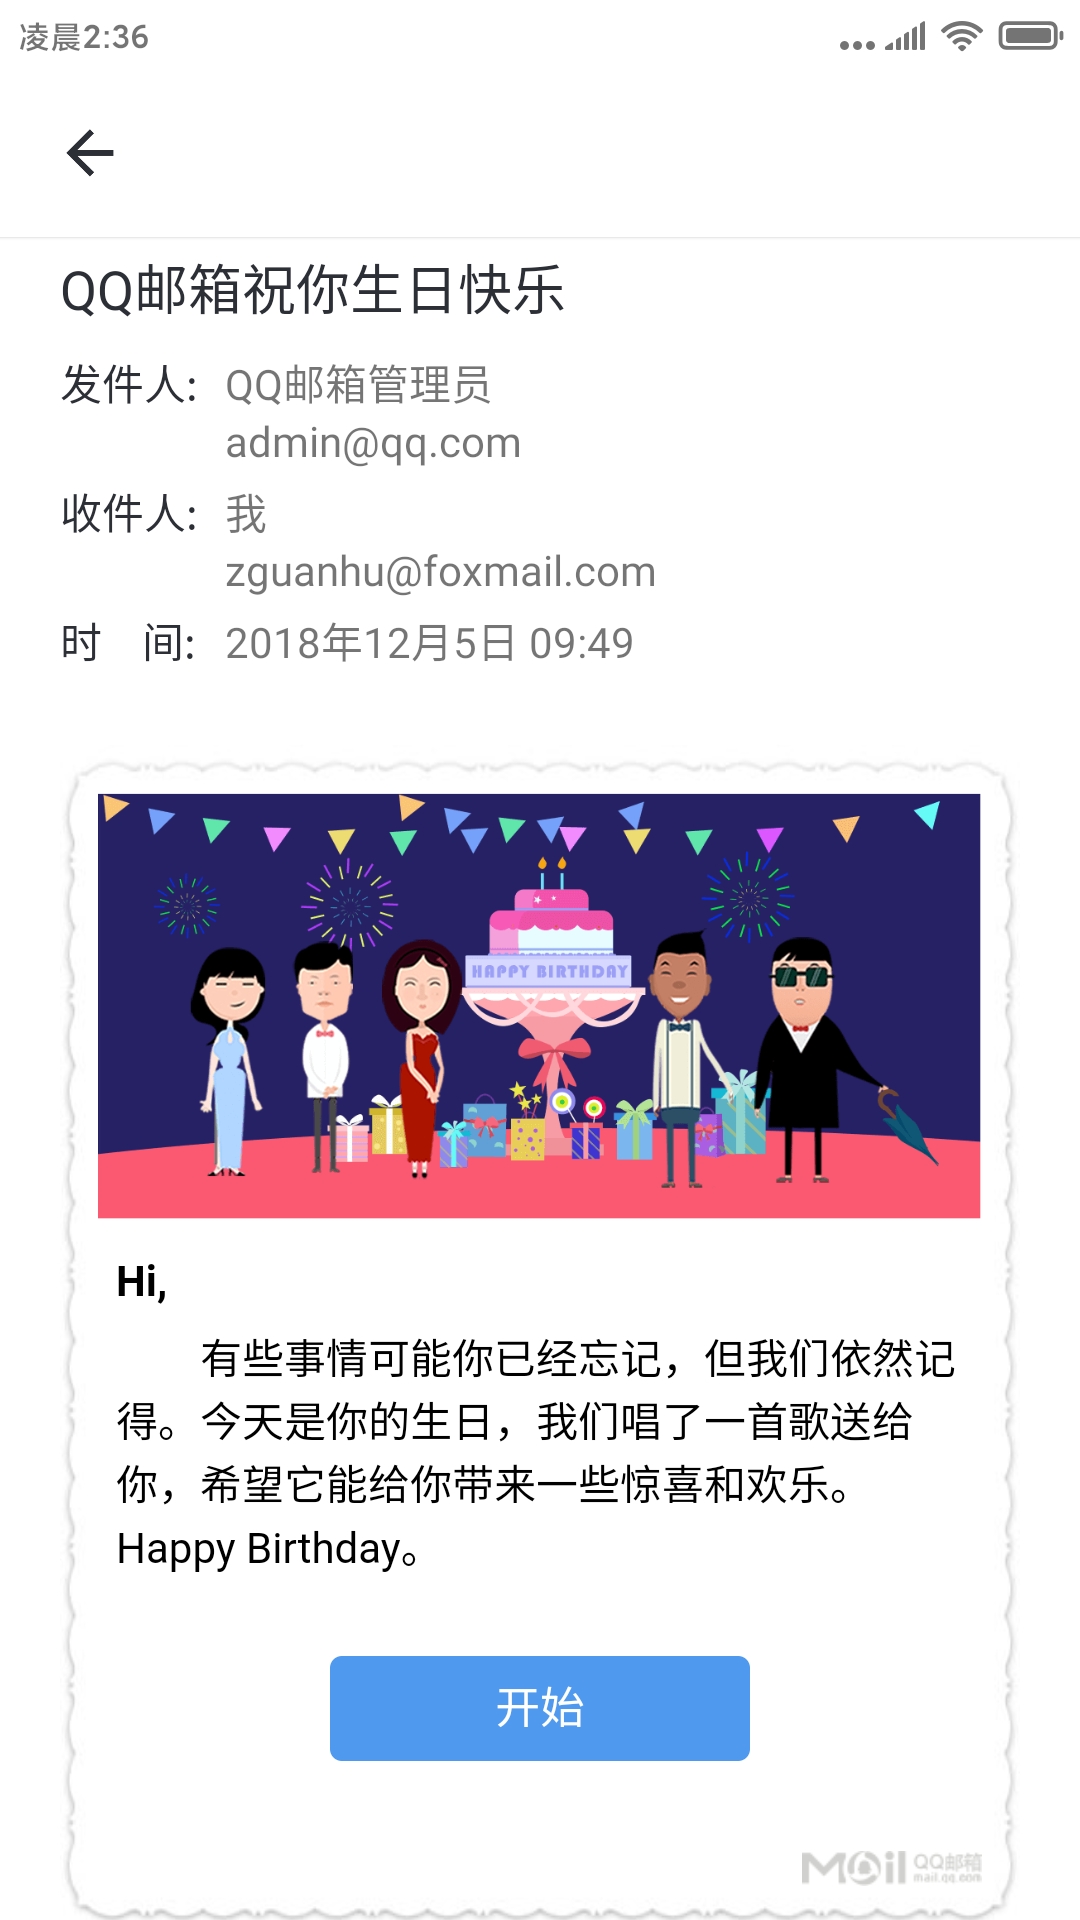 凌晨2:36
QQ邮箱祝你生日快乐
发件人: QQ邮箱管理员
admin@qq.com
收件人: 我
zguanhu@foxmail.com
时 间: 2018年12月5日 09:49
HAPPY BIRTHDAY
Hi,
有些事情可能你已经忘记，但我们依然记
得。今天是你的生日，我们唱了一首歌送给
你，希望它能给你带来一些惊喜和欢乐。
Happy Birthday。
开始
Mail QQ邮箱
mail.qq.com